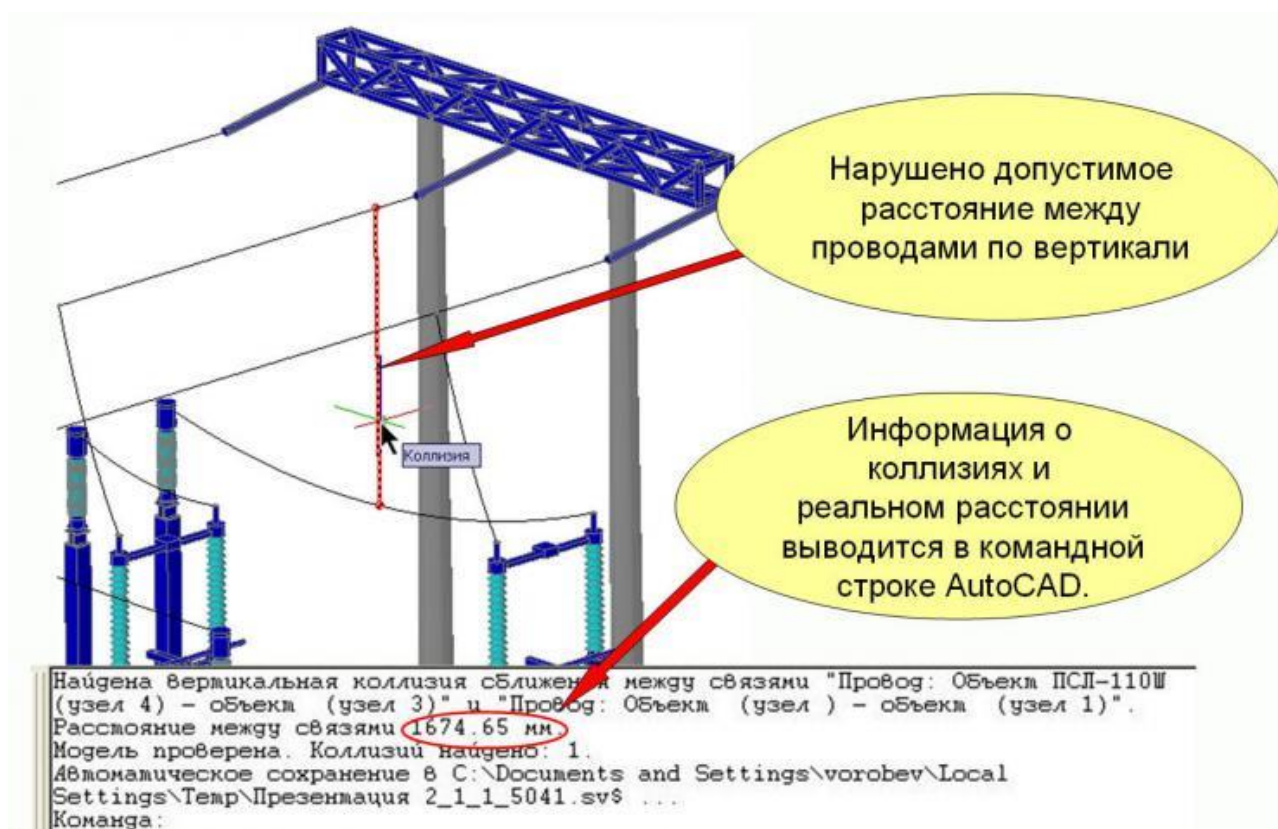 Нарушено допустимое
расстояние между
проводами по вертикали
Коллизия
Информация о
коллизиях и
реальном расстоянии
выводится в командной
строке AutoCAD.
Найдена вертикальная коллизия сближения между связями "Провод: Объект ПСП-110Ш
(узел 4) - объект (узел 3)" и "Провод: Объект (узел ) - объект (узел 1)".
Расстояние между связями 1674.65 мм.
Модель проверена. Коллизий найдено: 1.
Автоматическое сохранение в C:\Documents and Settings\vorobev\Local
Settings\Temp\Презентация 2_1_1_5041.sv$ ...
Команда: